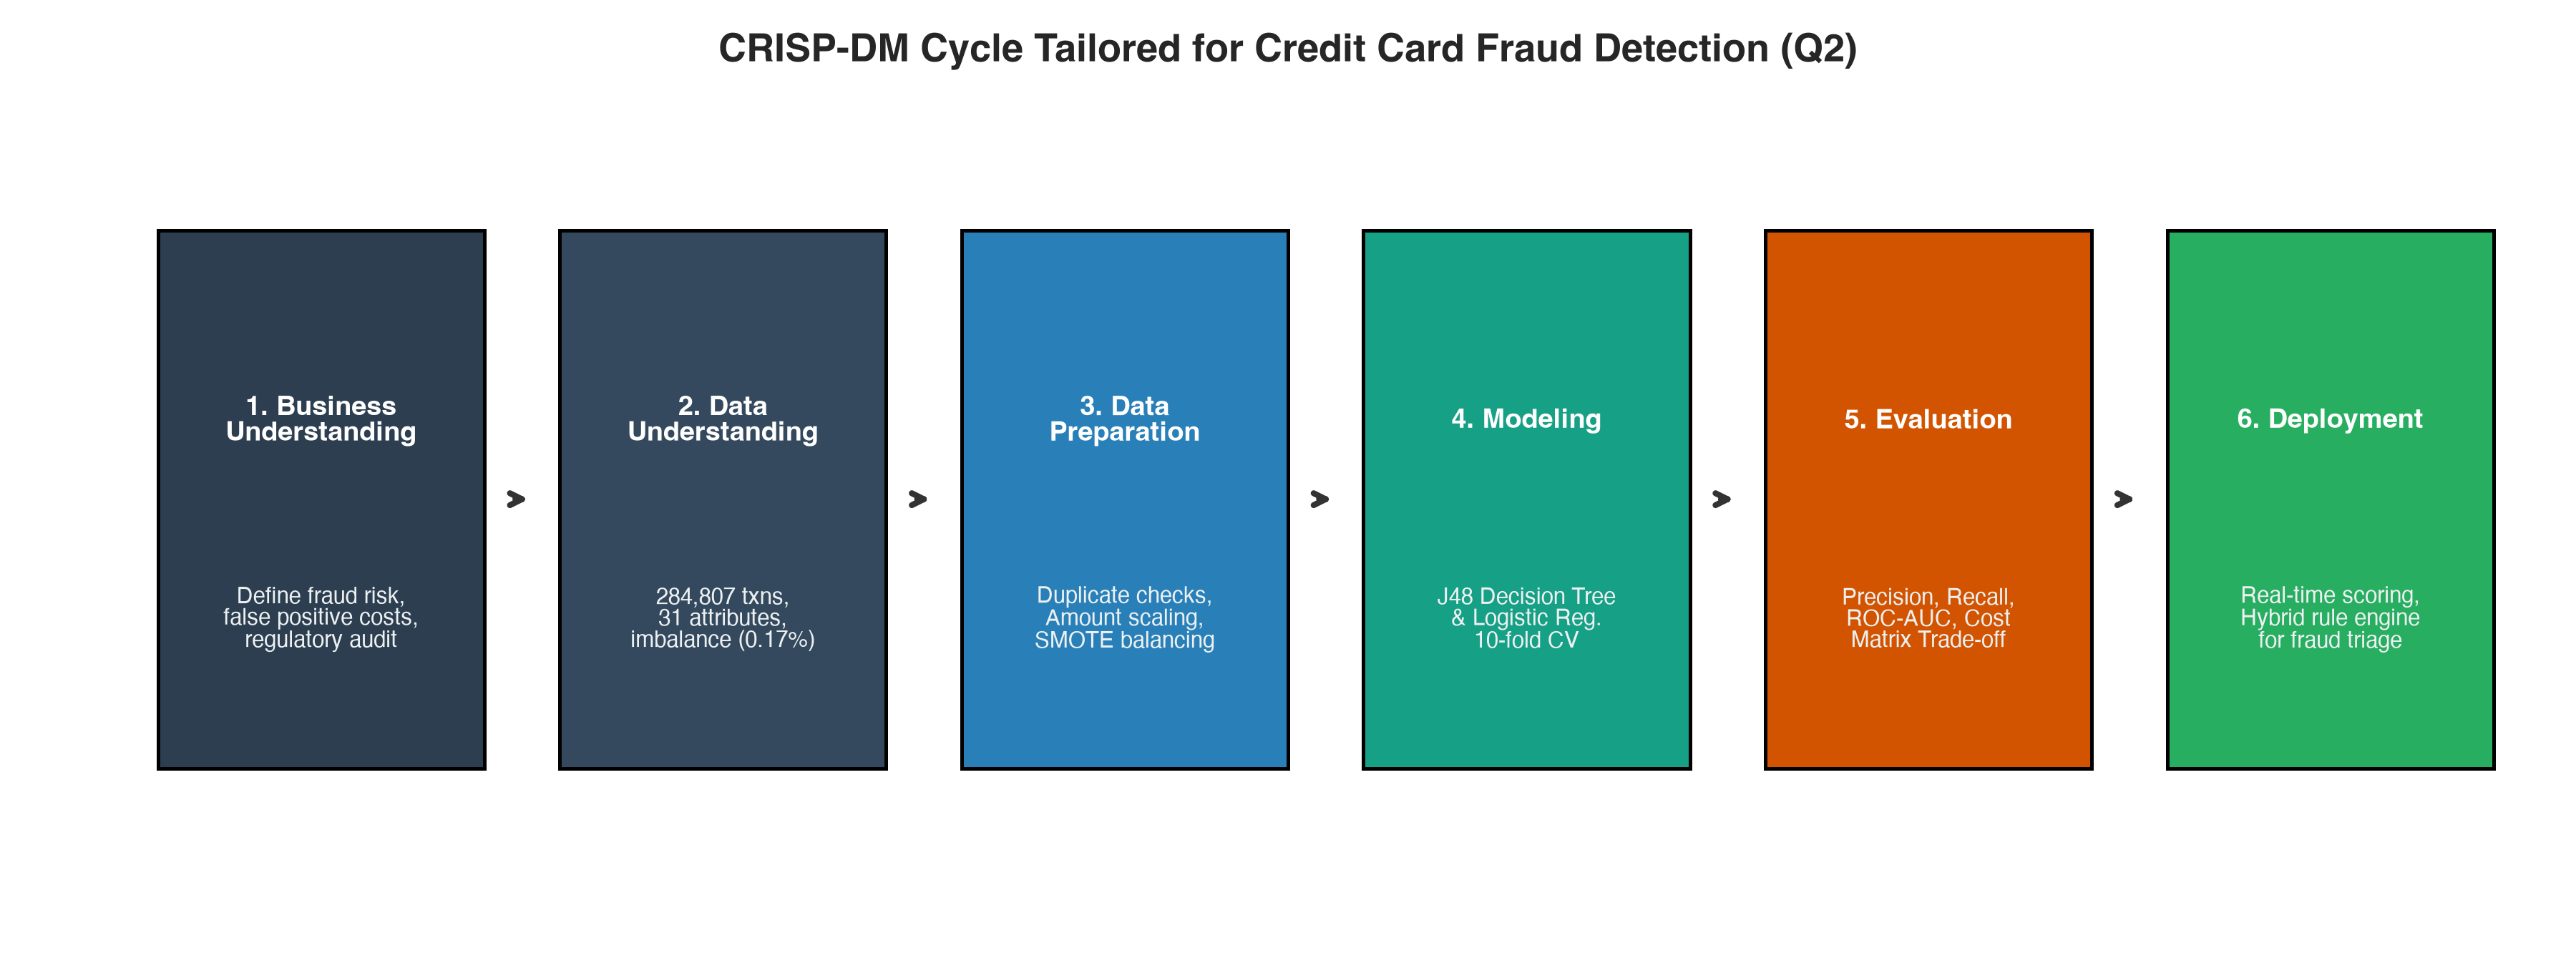 CRISP-DM Cycle Tailored for Credit Card Fraud Detection (Q2)
1. Business
Understanding
Define fraud risk,
false positive costs,
regulatory audit
2. Data
Understanding
284,807 txns,
31 attributes,
imbalance (0.17%)
3. Data
Preparation
Duplicate checks,
Amount scaling,
SMOTE balancing
4. Modeling
J48 Decision Tree
& Logistic Reg.
10-fold CV
5. Evaluation
Precision, Recall,
ROC-AUC, Cost
Matrix Trade-off
6. Deployment
Real-time scoring,
Hybrid rule engine
for fraud triage